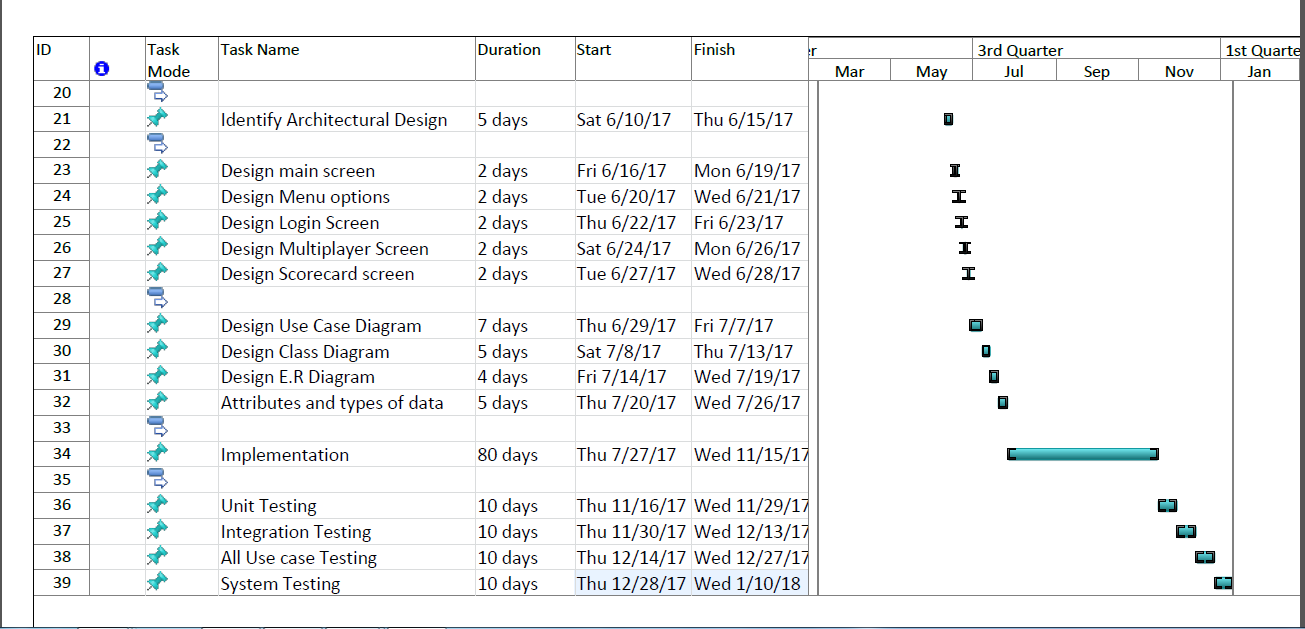 ID Task Mode Task Name Duration Start Finish r 3rd Quarter 1st Quarte
Mar May Jul Sep Nov Jan
20
21 Identify Architectural Design 5 days Sat 6/10/17 Thu 6/15/17
22
23 Design main screen 2 days Fri 6/16/17 Mon 6/19/17
24 Design Menu options 2 days Tue 6/20/17 Wed 6/21/17
25 Design Login Screen 2 days Thu 6/22/17 Fri 6/23/17
26 Design Multiplayer Screen 2 days Sat 6/24/17 Mon 6/26/17
27 Design Scorecard screen 2 days Tue 6/27/17 Wed 6/28/17
28
29 Design Use Case Diagram 7 days Thu 6/29/17 Fri 7/7/17
30 Design Class Diagram 5 days Sat 7/8/17 Thu 7/13/17
31 Design E.R Diagram 4 days Fri 7/14/17 Wed 7/19/17
32 Attributes and types of data 5 days Thu 7/20/17 Wed 7/26/17
33
34 Implementation 80 days Thu 7/27/17 Wed 11/15/17
35
36 Unit Testing 10 days Thu 11/16/17 Wed 11/29/17
37 Integration Testing 10 days Thu 11/30/17 Wed 12/13/17
38 All Use case Testing 10 days Thu 12/14/17 Wed 12/27/17
39 System Testing 10 days Thu 12/28/17 Wed 1/10/18